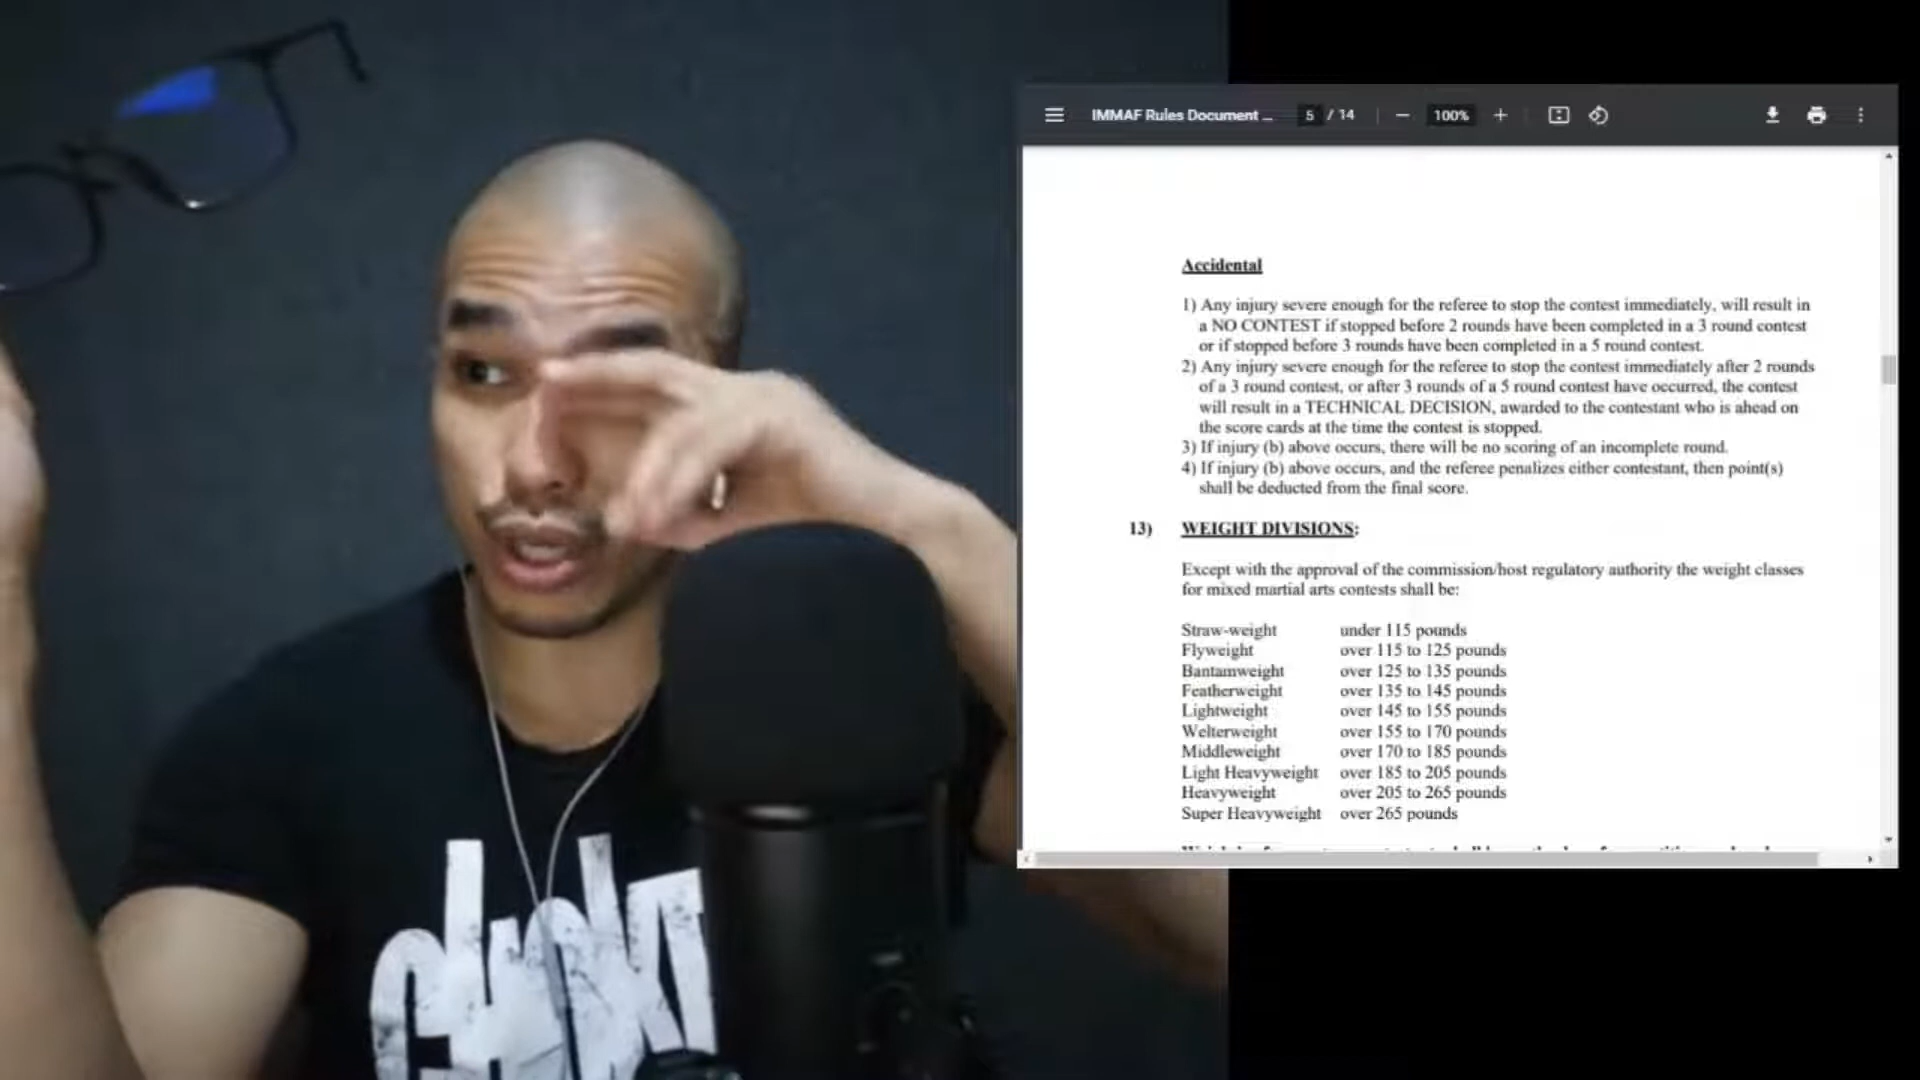 IMMAF Rules Document ... 5 / 14 100%
Accidental
1) Any injury severe enough for the referee to stop the contest immediately, will result in
a NO CONTEST if stopped before 2 rounds have been completed in a 3 round contest
or if stopped before 3 rounds have been completed in a 5 round contest.
2) Any injury severe enough for the referee to stop the contest immediately after 2 rounds
of a 3 round contest, or after 3 rounds of a 5 round contest have occurred, the contest
will result in a TECHNICAL DECISION, awarded to the contestant who is ahead on
the score cards at the time the contest is stopped.
3) If injury (b) above occurs, there will be no scoring of an incomplete round.
4) If injury (b) above occurs, and the referee penalizes either contestant, then point(s)
shall be deducted from the final score.
13) WEIGHT DIVISIONS:
Except with the approval of the commission/host regulatory authority the weight classes
for mixed martial arts contests shall be:
Straw-weight under 115 pounds
Flyweight over 115 to 125 pounds
Bantamweight over 125 to 135 pounds
Featherweight over 135 to 145 pounds
Lightweight over 145 to 155 pounds
Welterweight over 155 to 170 pounds
Middleweight over 170 to 185 pounds
Light Heavyweight over 185 to 205 pounds
Heavyweight over 205 to 265 pounds
Super Heavyweight over 265 pounds